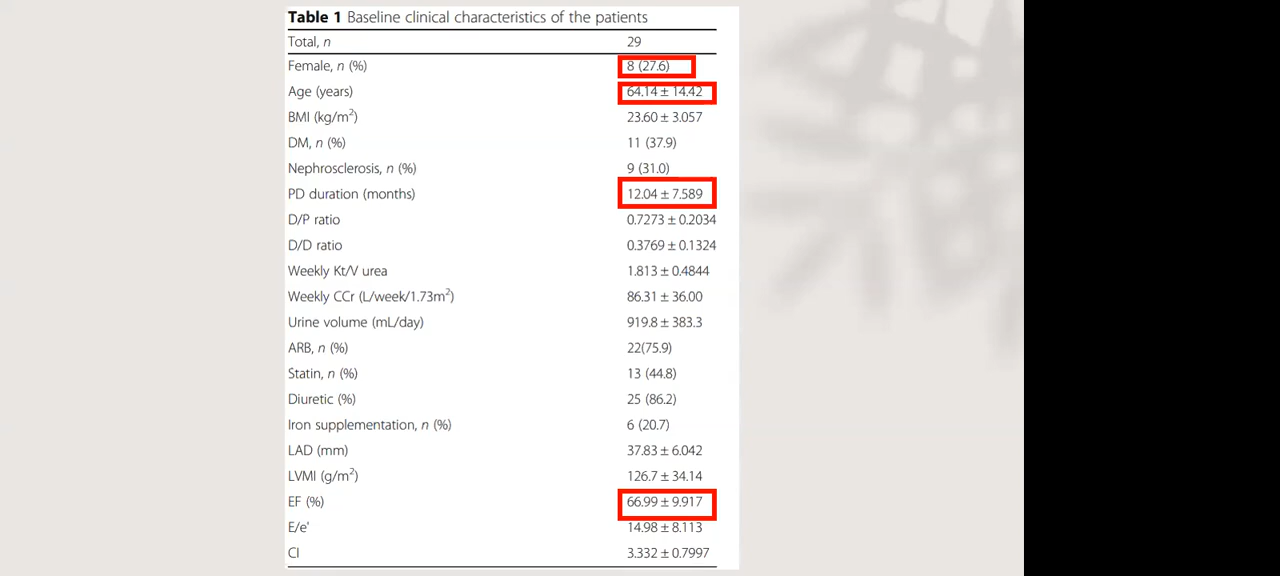 Table 1 Baseline clinical characteristics of the patients
Total, n 29
Female, n (%) 8 (27.6)
Age (years) 64.14 ± 14.42
BMI (kg/m²) 23.60 ± 3.057
DM, n (%) 11 (37.9)
Nephrosclerosis, n (%) 9 (31.0)
PD duration (months) 12.04 ± 7.589
D/P ratio 0.7273 ± 0.2034
D/D ratio 0.3769 ± 0.1324
Weekly Kt/V urea 1.813 ± 0.4844
Weekly CCr (L/week/1.73m²) 86.31 ± 36.00
Urine volume (mL/day) 919.8 ± 383.3
ARB, n (%) 22(75.9)
Statin, n (%) 13 (44.8)
Diuretic (%) 25 (86.2)
Iron supplementation, n (%) 6 (20.7)
LAD (mm) 37.83 ± 6.042
LVMI (g/m²) 126.7 ± 34.14
EF (%) 66.99 ± 9.917
E/e' 14.98 ± 8.113
CI 3.332 ± 0.7997